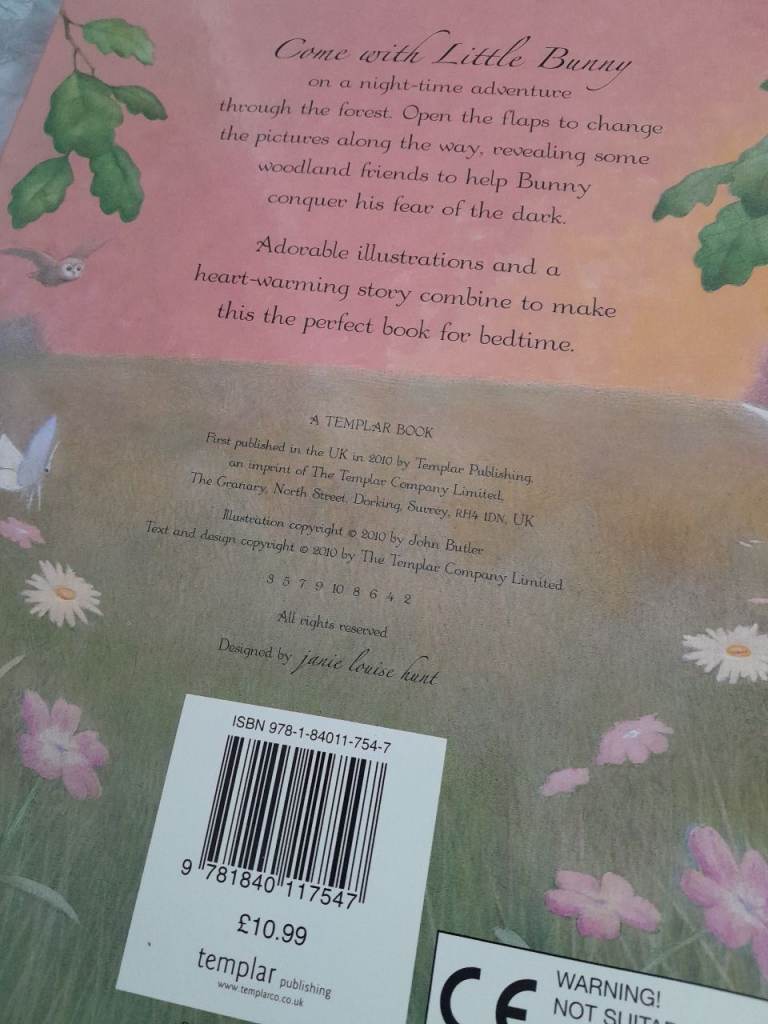 Come with Little Bunny
on a night-time adventure
through the forest. Open the flaps to change
the pictures along the way, revealing some
woodland friends to help Bunny
conquer his fear of the dark.
Adorable illustrations and a
heart-warming story combine to make
this the perfect book for bedtime.
A TEMPLAR BOOK
First published in the UK in 2010 by Templar Publishing,
an imprint of The Templar Company Limited,
The Granary, North Street, Dorking, Surrey, RH4 1DN, UK
Illustration copyright © 2010 by John Butler
Text and design copyright © 2010 by The Templar Company Limited
3 5 7 9 10 8 6 4 2
All rights reserved
Designed by janie louise hunt
ISBN 978-1-84011-754-7
9 781840 117547
£10.99
templar publishing
www.templarco.co.uk
CE WARNING!
NOT